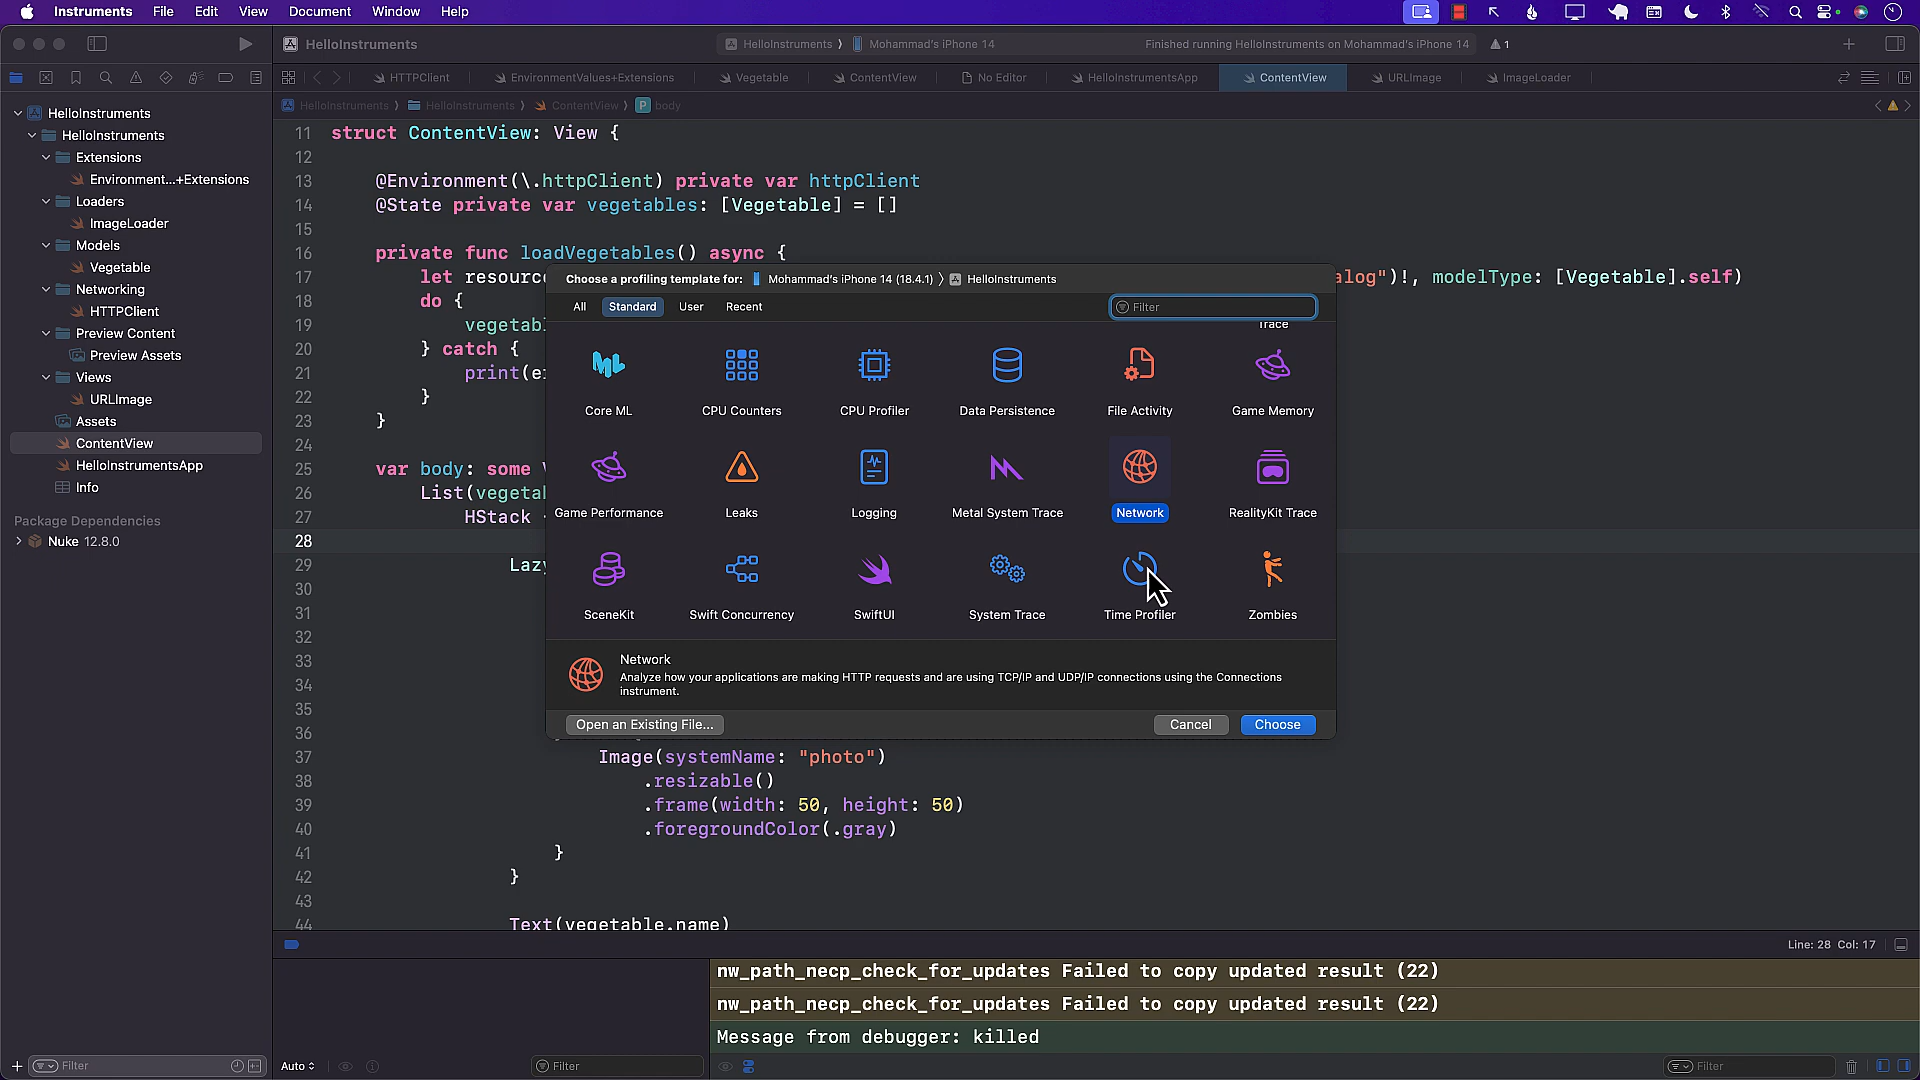 Instruments File Edit View Document Window Help
HelloInstruments
HelloInstruments 〉 Mohammad's iPhone 14
Finished running HelloInstruments on Mohammad's iPhone 14
1
HTTPClient
EnvironmentValues+Extensions
Vegetable
ContentView
No Editor
HelloInstrumentsApp
ContentView
URLImage
ImageLoader
HelloInstruments 〉 HelloInstruments 〉 ContentView 〉 P body
HelloInstruments
HelloInstruments
Extensions
Environment...+Extensions
Loaders
ImageLoader
Models
Vegetable
Networking
HTTPClient
Preview Content
Preview Assets
Views
URLImage
Assets
ContentView
HelloInstrumentsApp
Info
Package Dependencies
Nuke 12.8.0
Filter
11 struct ContentView: View {
12
13 @Environment(\.httpClient) private var httpClient
14 @State private var vegetables: [Vegetable] = []
15
16 private func loadVegetables() async {
17 let resourc alog")!, modelType: [Vegetable].self)
18 do {
19 vegetab
20 } catch {
21 print(e
22 }
23 }
24
25 var body: some
26 List(vegeta
27 HStack
28
29 Laz
30
31
32
33
34
35
36
37 Image(systemName: "photo")
38 .resizable()
39 .frame(width: 50, height: 50)
40 .foregroundColor(.gray)
41 }
42 }
43
44 Text(vegetable.name)
Choose a profiling template for: Mohammad's iPhone 14 (18.4.1) 〉 HelloInstruments
All Standard User Recent
Filter
Trace
Core ML
CPU Counters
CPU Profiler
Data Persistence
File Activity
Game Memory
Game Performance
Leaks
Logging
Metal System Trace
Network
RealityKit Trace
SceneKit
Swift Concurrency
SwiftUI
System Trace
Time Profiler
Zombies
Network
Analyze how your applications are making HTTP requests and are using TCP/IP and UDP/IP connections using the Connections
instrument.
Open an Existing File...
Cancel
Choose
Line: 28 Col: 17
nw_path_necp_check_for_updates Failed to copy updated result (22)
nw_path_necp_check_for_updates Failed to copy updated result (22)
Message from debugger: killed
Auto
Filter
Filter